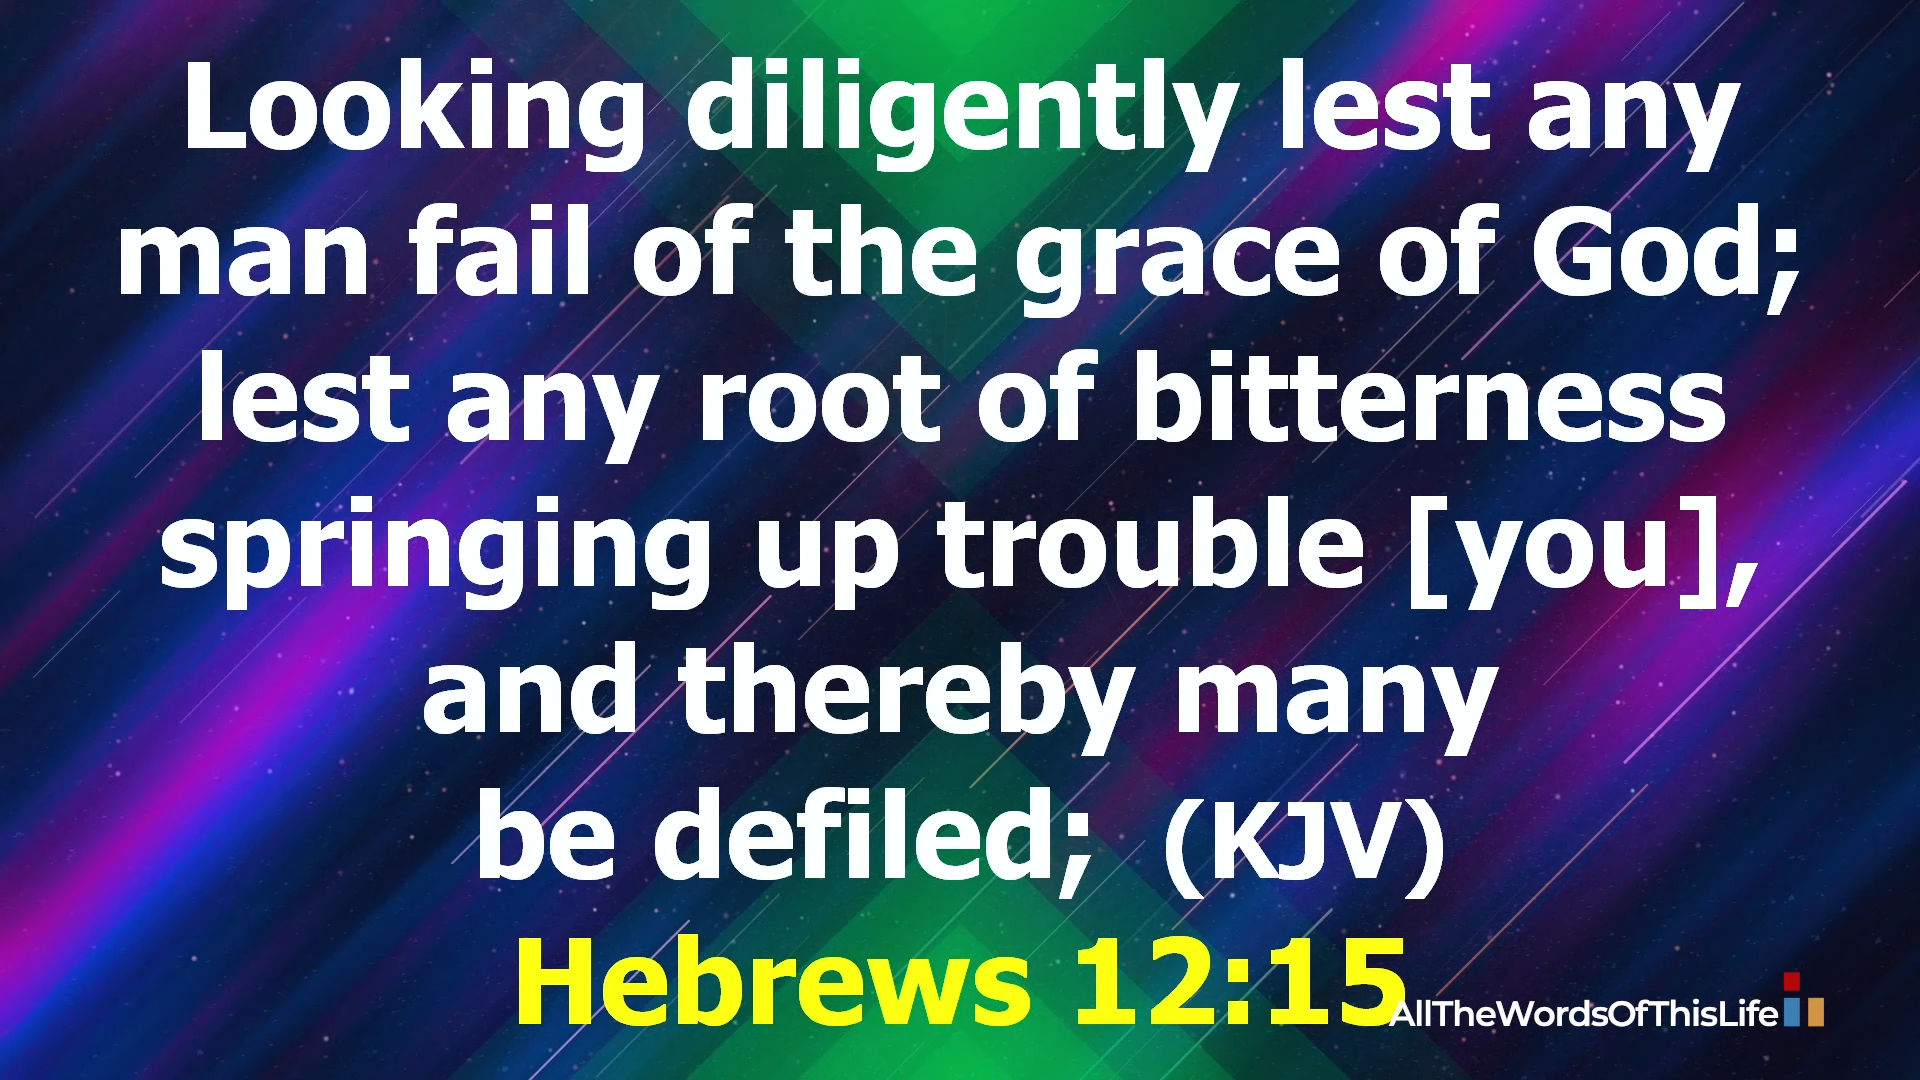 Looking diligently lest any
man fail of the grace of God;
lest any root of bitterness
springing up trouble [you],
and thereby many
be defiled; (KJV)
Hebrews 12:15
AllTheWordsOfThisLife